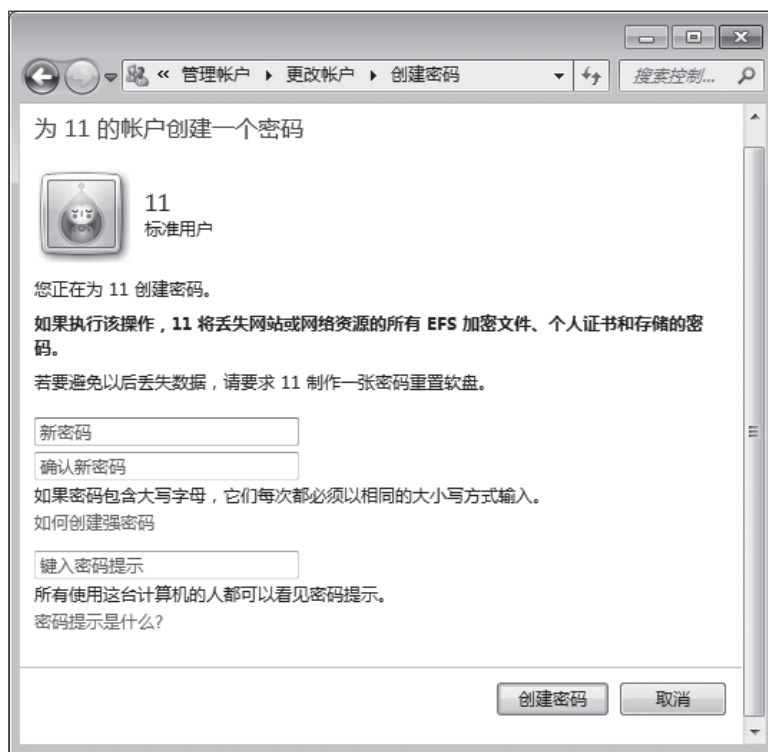 « 管理帐户 ▸ 更改帐户 ▸ 创建密码
搜索控制...
为 11 的帐户创建一个密码
11
标准用户
您正在为 11 创建密码。
如果执行该操作，11 将丢失网站或网络资源的所有 EFS 加密文件、个人证书和存储的密
码。
若要避免以后丢失数据，请要求 11 制作一张密码重置软盘。
新密码
确认新密码
如果密码包含大写字母，它们每次都必须以相同的大小写方式输入。
如何创建强密码
键入密码提示
所有使用这台计算机的人都可以看见密码提示。
密码提示是什么?
创建密码
取消